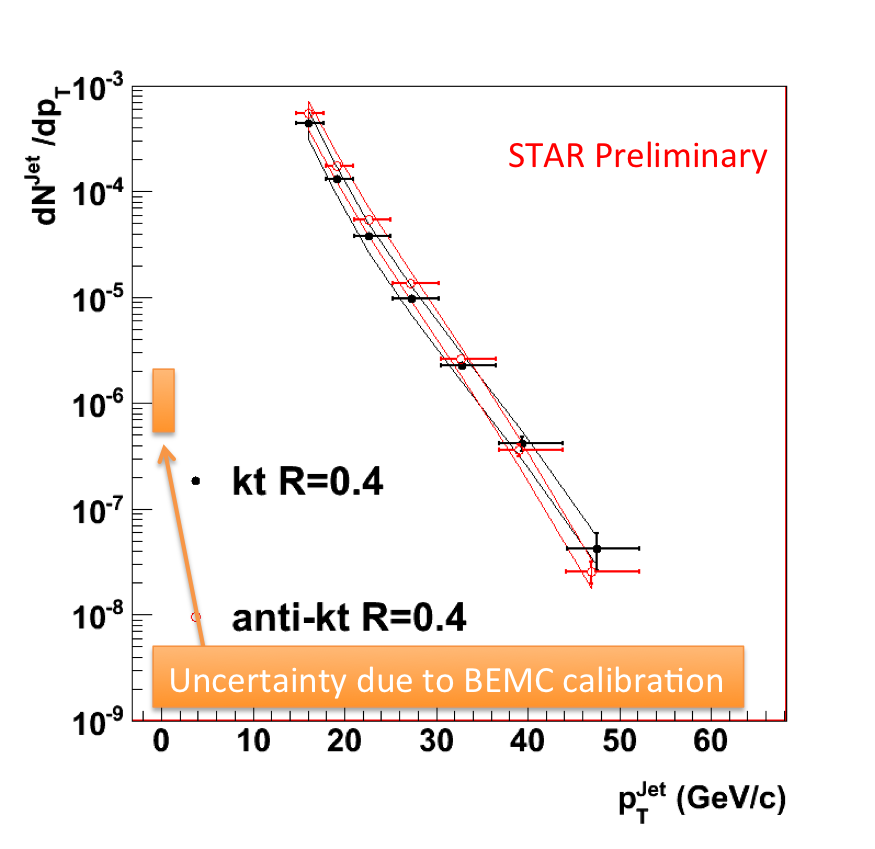 dN^Jet/dp_T
10^-3
10^-4
10^-5
10^-6
10^-7
10^-8
10^-9
STAR Preliminary
kt R=0.4
anti-kt R=0.4
Uncertainty due to BEMC calibration
0 10 20 30 40 50 60
p_T^Jet (GeV/c)